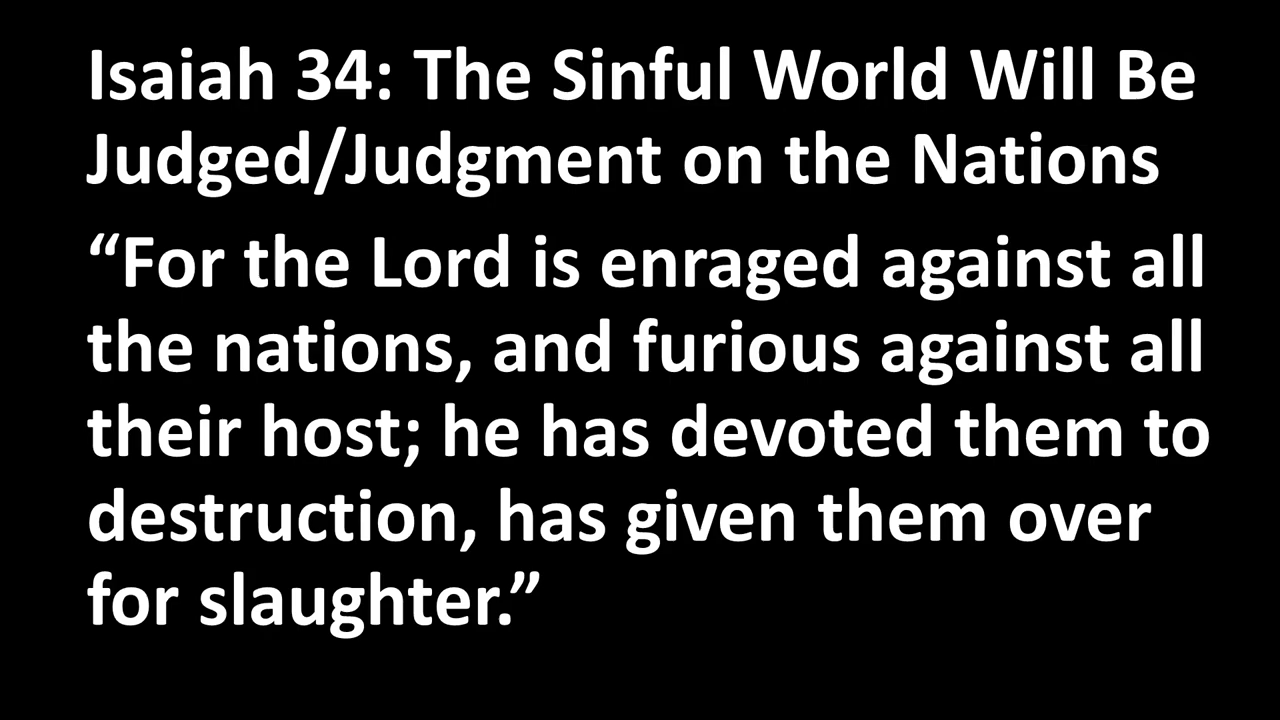 Isaiah 34: The Sinful World Will Be
Judged/Judgment on the Nations
“For the Lord is enraged against all
the nations, and furious against all
their host; he has devoted them to
destruction, has given them over
for slaughter.”